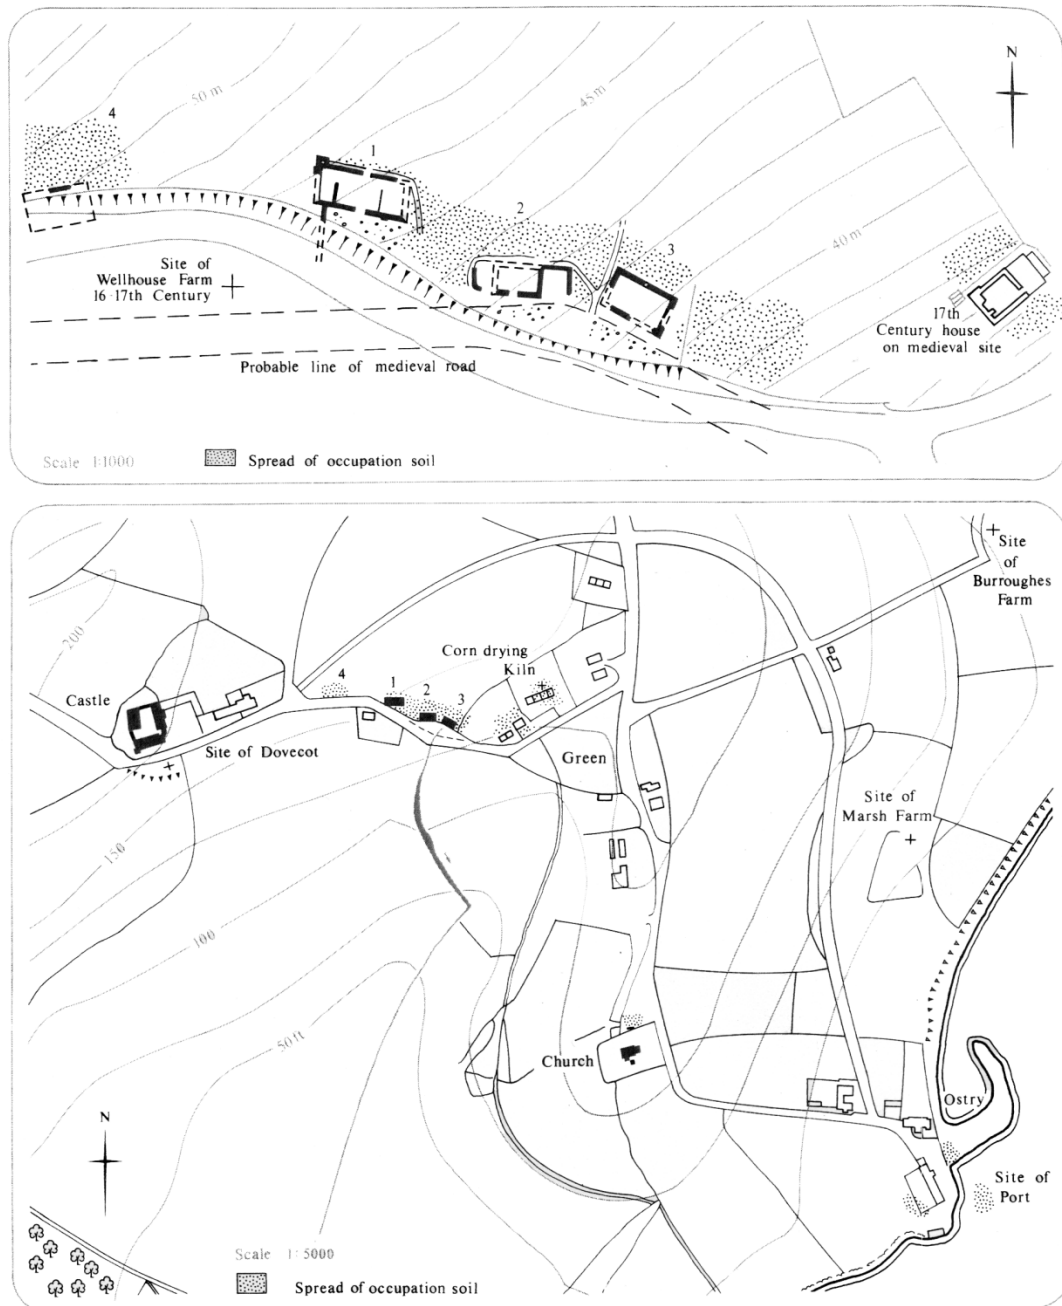 N
50 m
45 m
40 m
4
1
2
3
Site of
Wellhouse Farm
16-17th Century
17th
Century house
on medieval site
Probable line of medieval road
Scale 1:1000
Spread of occupation soil
Site
of
Burroughes
Farm
200
Corn drying
Kiln
4
1
2
3
Castle
Site of Dovecot
Green
Site of
Marsh Farm
150
100
50 ft
Church
Ostry
N
Site of
Port
Scale 1:5000
Spread of occupation soil